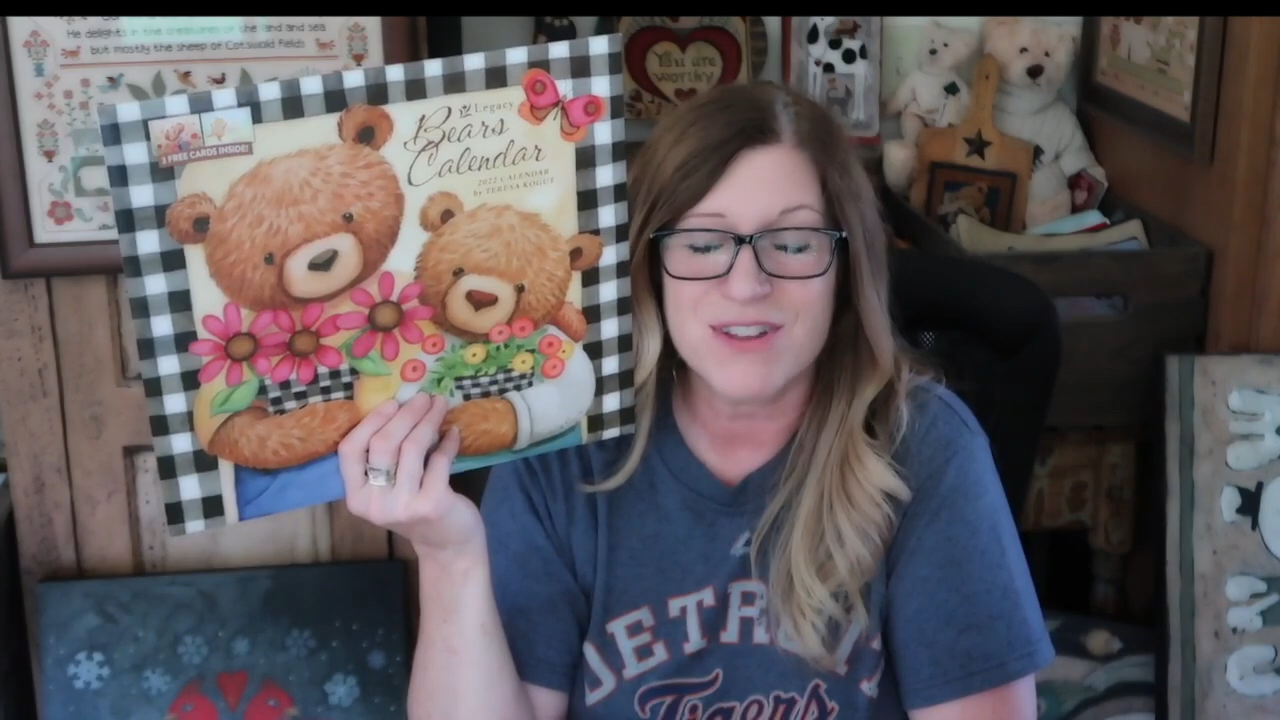 He delights in the creatures of the land and sea
but mostly the sheep of Cotswold fields
You are
worthy
Legacy
Bears
Calendar
2022 CALENDAR
by TERESA KOGUT
2 FREE CARDS INSIDE!
DETROIT
Tigers